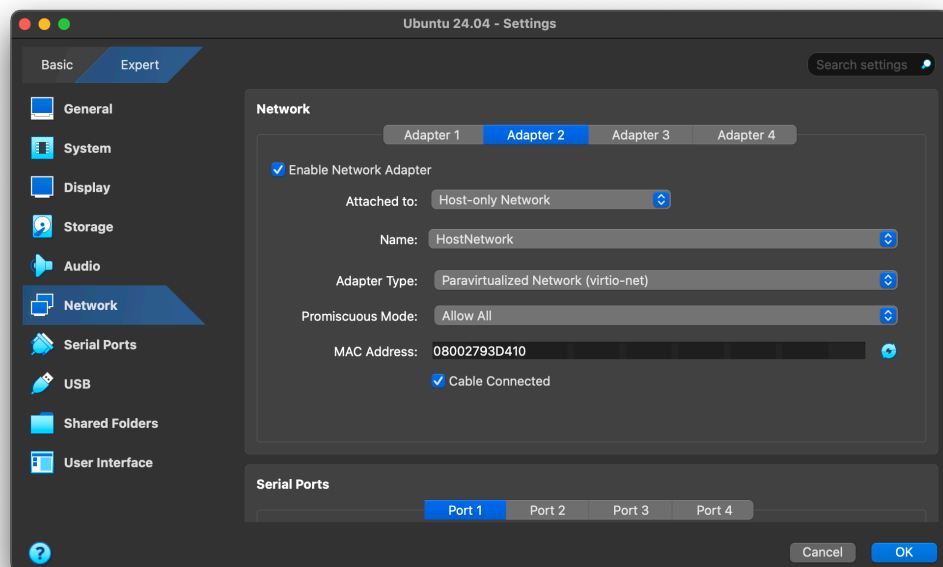 Ubuntu 24.04 - Settings
Basic Expert Search settings
General
System
Display
Storage
Audio
Network
Serial Ports
USB
Shared Folders
User Interface
Network
Adapter 1 Adapter 2 Adapter 3 Adapter 4
Enable Network Adapter
Attached to: Host-only Network
Name: HostNetwork
Adapter Type: Paravirtualized Network (virtio-net)
Promiscuous Mode: Allow All
MAC Address: 08002793D410
Cable Connected
Serial Ports
Port 1 Port 2 Port 3 Port 4
? Cancel OK